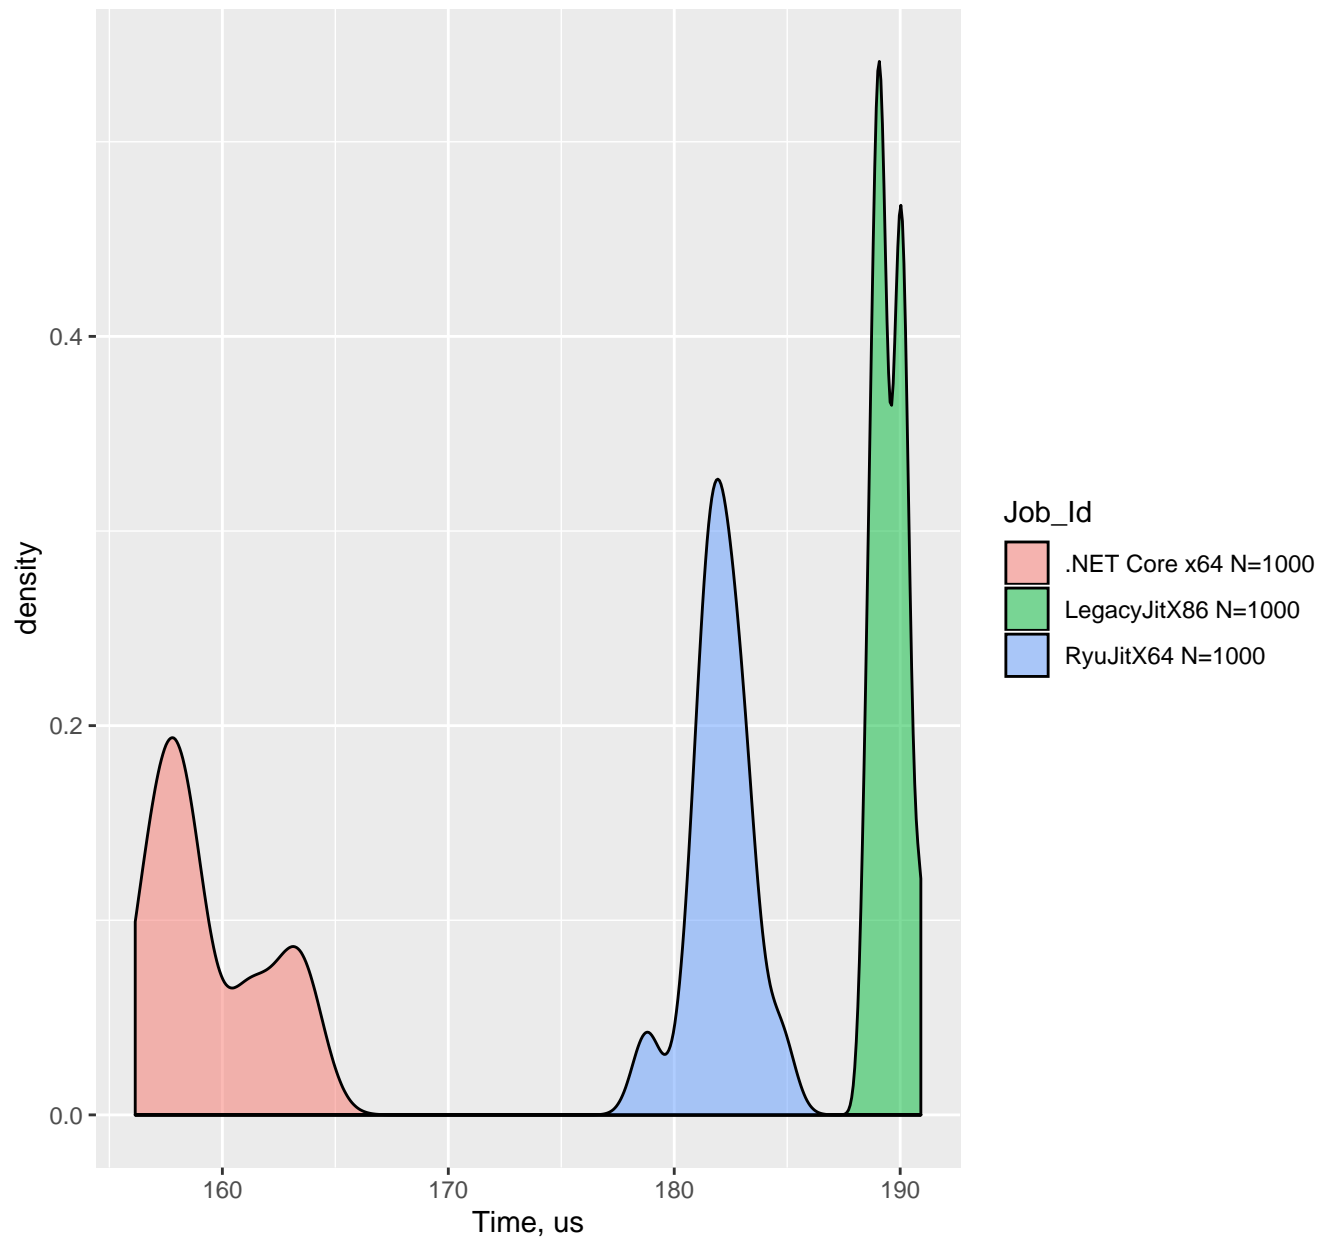 0.4
0.2
0.0
density
160
170
180
190
Time, us
Job_Id
.NET Core x64 N=1000
LegacyJitX86 N=1000
RyuJitX64 N=1000